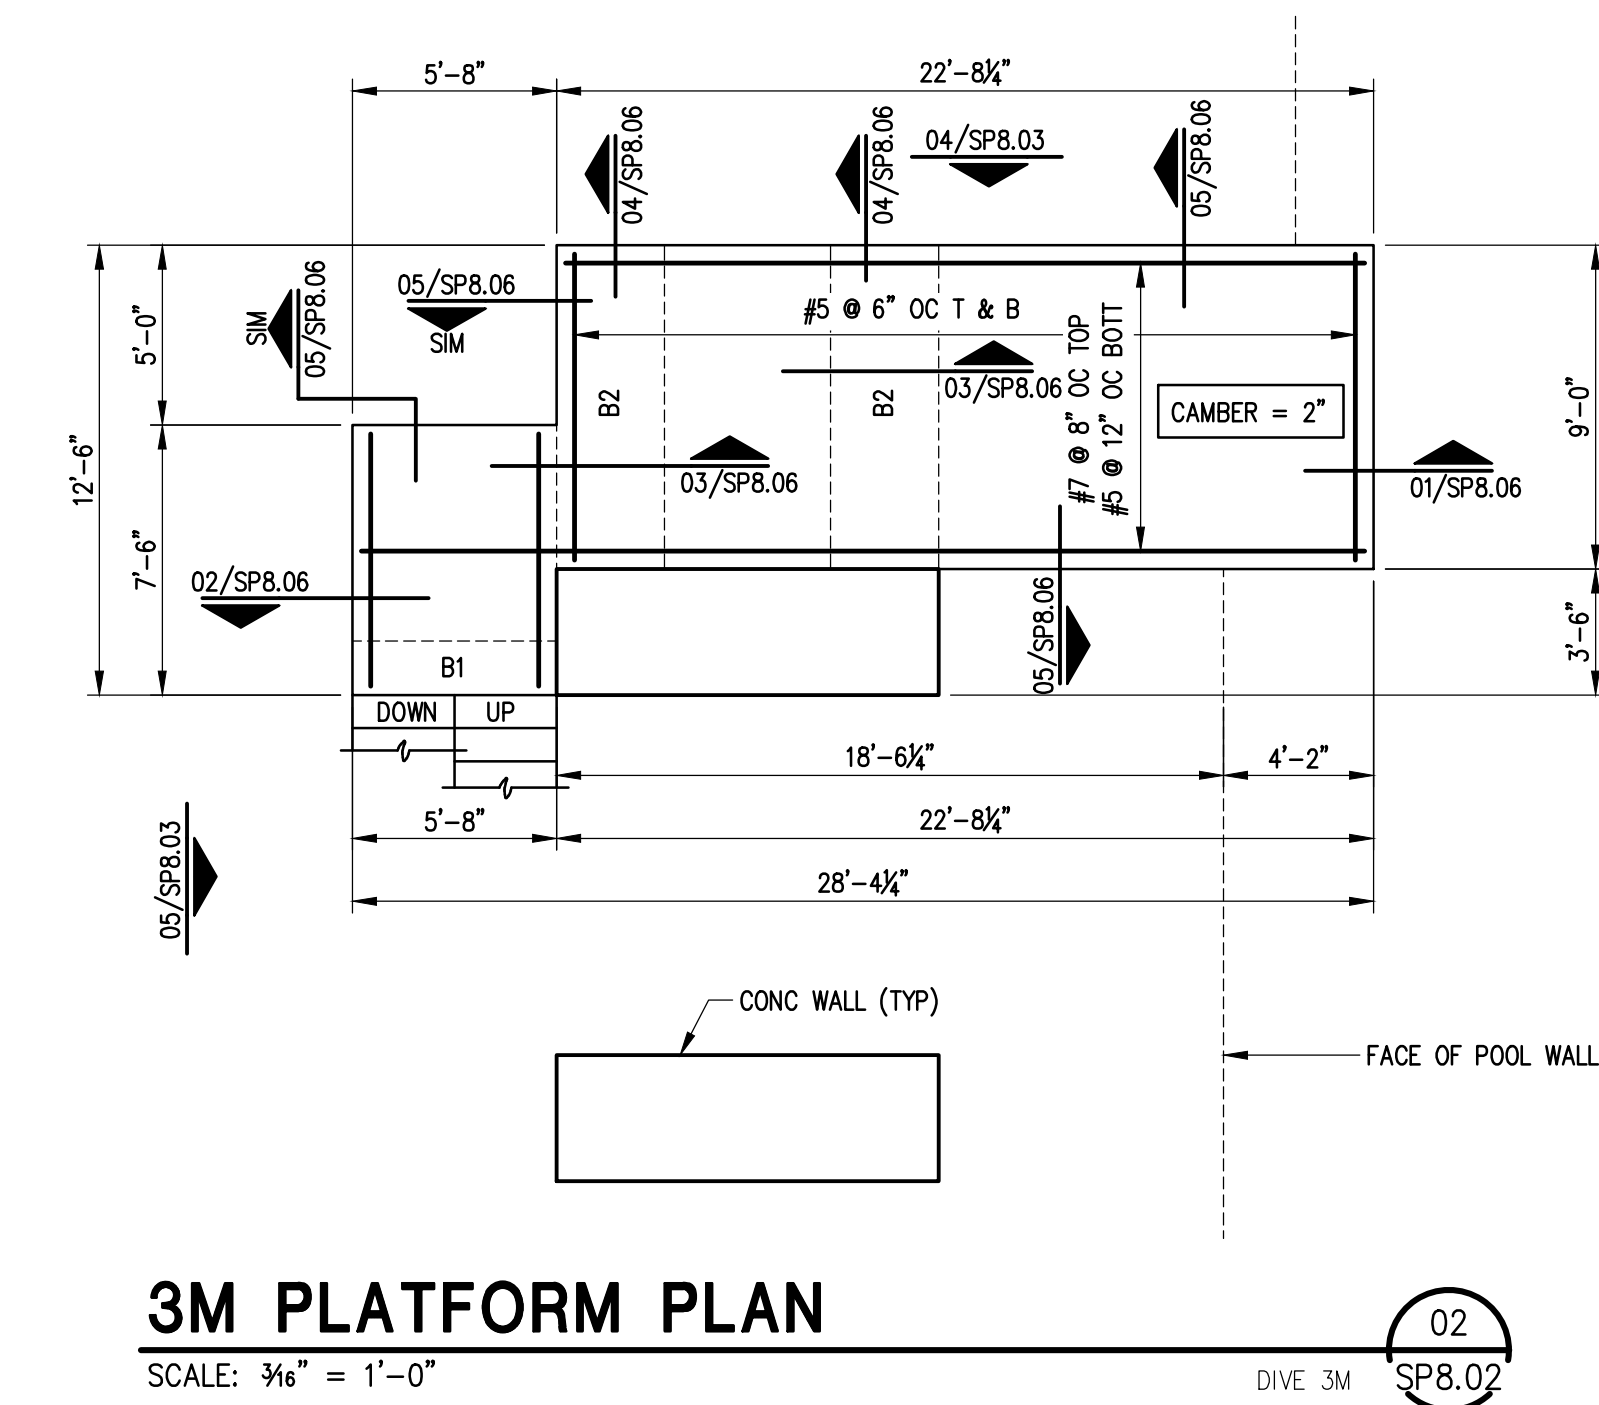 5'-8"
22'-8¼"
04/SP8.06
04/SP8.06
04/SP8.03
05/SP8.06
05/SP8.06
SIM
05/SP8.06
SIM
#5 @ 6" OC T & B
5'-0"
12'-6"
7'-6"
B2
B2
03/SP8.06
#7 @ 8" OC TOP
#5 @ 12" OC BOTT
CAMBER = 2"
9'-0"
03/SP8.06
01/SP8.06
02/SP8.06
05/SP8.06
3'-6"
B1
DOWN
UP
18'-6¼"
4'-2"
5'-8"
22'-8¼"
28'-4¼"
05/SP8.03
CONC WALL (TYP)
FACE OF POOL WALL
3M PLATFORM PLAN
SCALE: 3/16" = 1'-0"
DIVE 3M
02
SP8.02